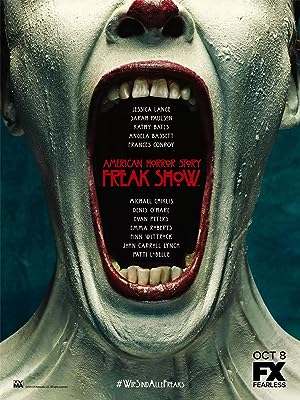 JESSICA LANGE
SARAH PAULSON
KATHY BATES
ANGELA BASSETT
FRANCES CONROY
AMERICAN HORROR STORY
FREAK SHOW
MICHAEL CHIKLIS
DENIS O'HARE
EVAN PETERS
EMMA ROBERTS
FINN WITTROCK
JOHN CARROLL LYNCH
PATTI LABELLE
OCT 8
FX
FEARLESS
#WIRSINDALLEFREAKS